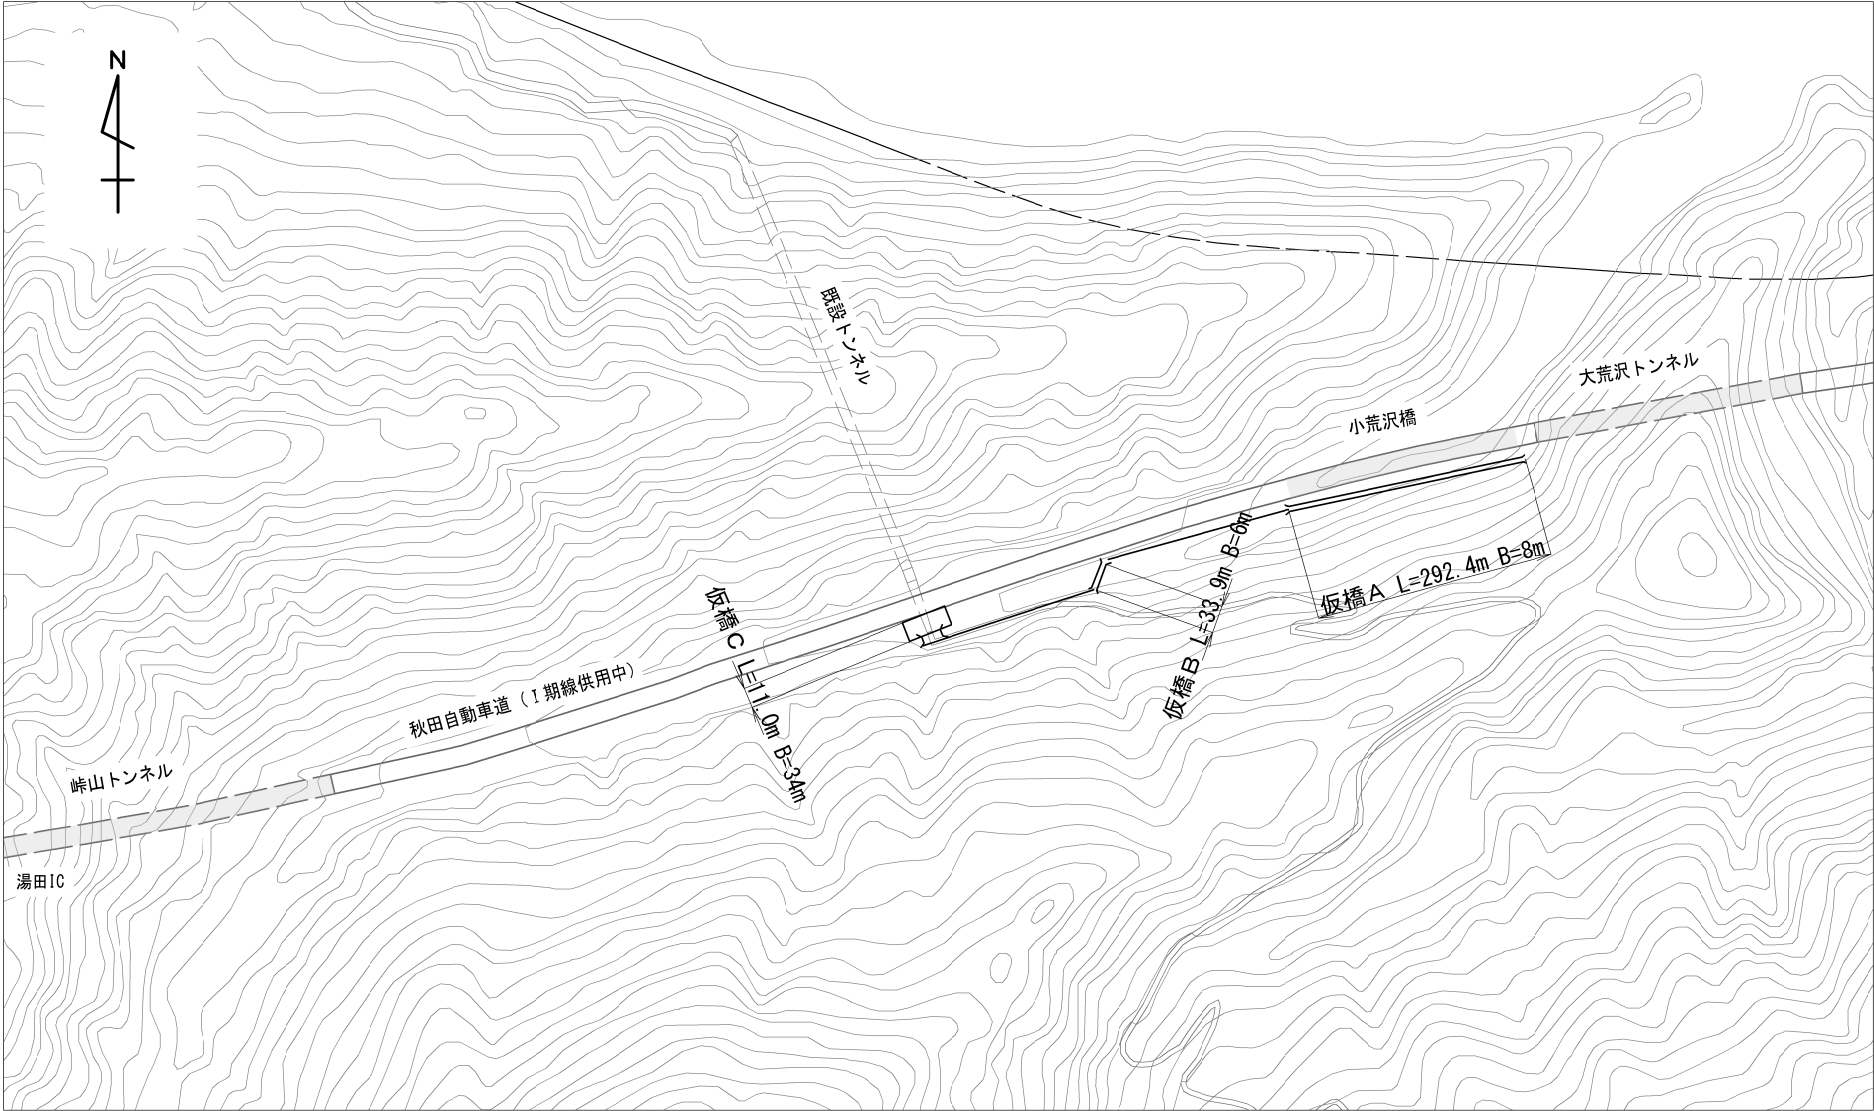 N
既設トンネル
大荒沢トンネル
小荒沢橋
仮橋A L=292.4m B=8m
仮橋B L=33.9m B=6m
仮橋C L=11.0m B=34m
秋田自動車道（Ⅰ期線供用中）
峠山トンネル
湯田IC